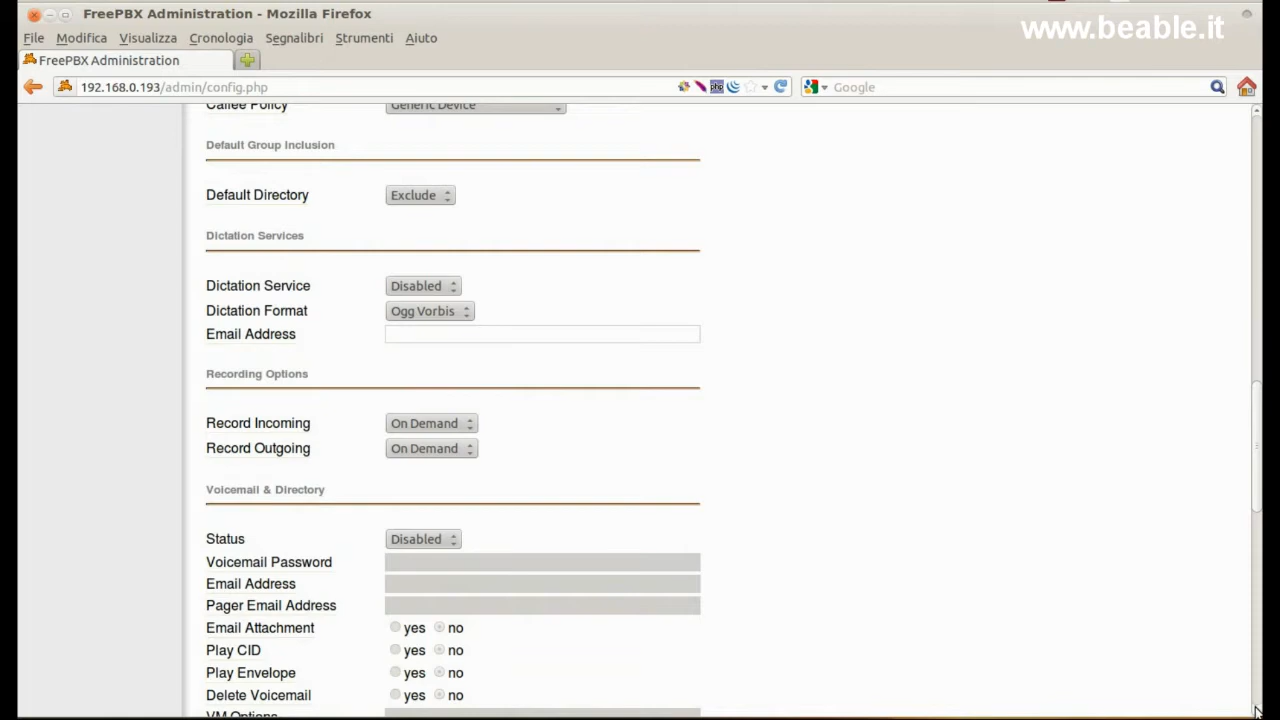 FreePBX Administration - Mozilla Firefox
www.beable.it
File Modifica Visualizza Cronologia Segnalibri Strumenti Aiuto
FreePBX Administration
192.168.0.193/admin/config.php
php
Google
Callee Policy Generic Device
Default Group Inclusion
Default Directory Exclude
Dictation Services
Dictation Service Disabled
Dictation Format Ogg Vorbis
Email Address
Recording Options
Record Incoming On Demand
Record Outgoing On Demand
Voicemail & Directory
Status Disabled
Voicemail Password
Email Address
Pager Email Address
Email Attachment yes no
Play CID yes no
Play Envelope yes no
Delete Voicemail yes no
VM Options